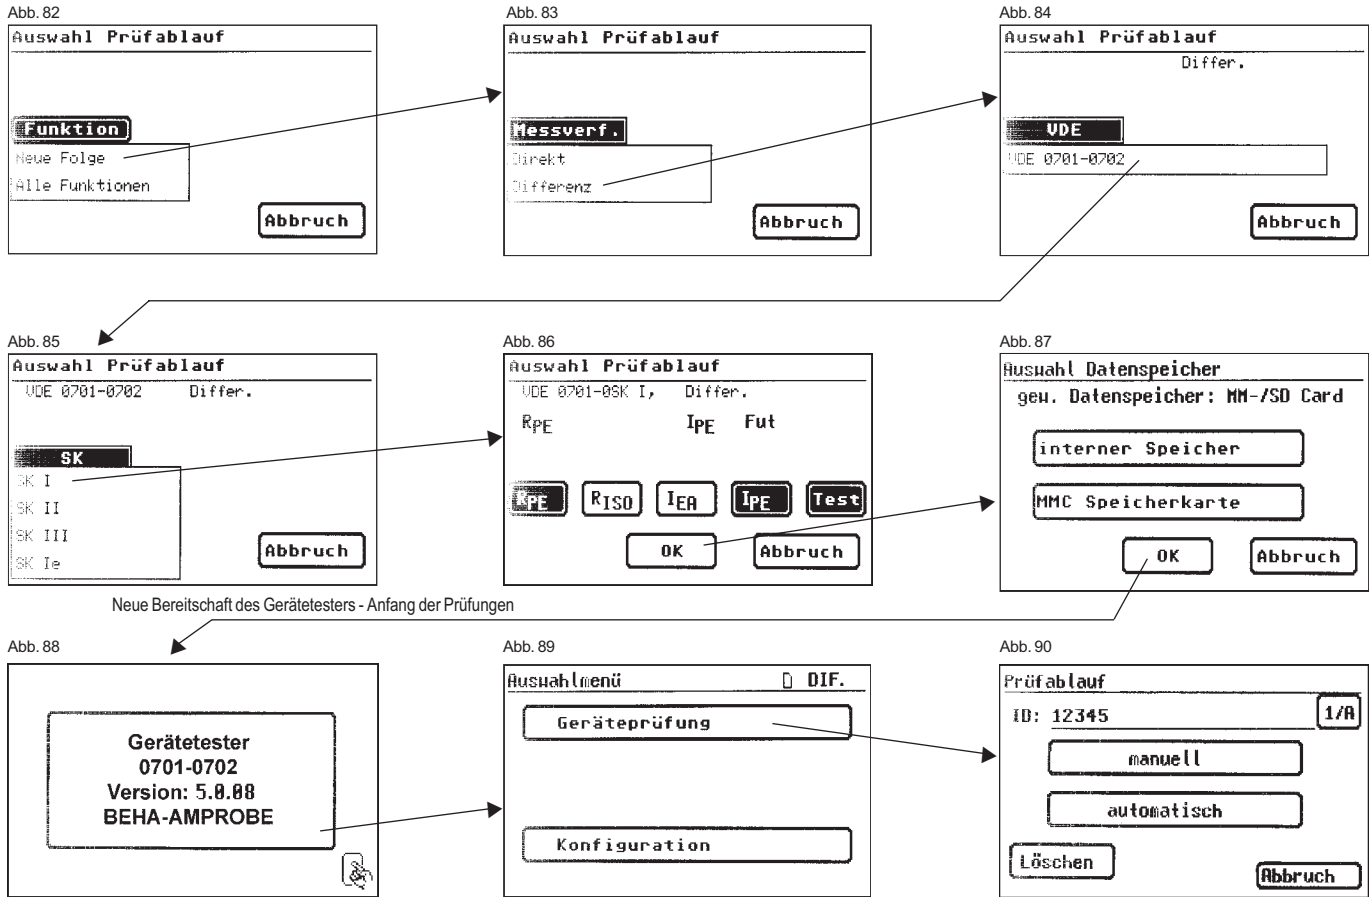 Abb. 82
Auswahl Prüfablauf
Funktion
Neue Folge
Alle Funktionen
Abbruch
Abb. 83
Auswahl Prüfablauf
Messverf.
Direkt
Differenz
Abbruch
Abb. 84
Auswahl Prüfablauf
Differ.
VDE
VDE 0701-0702
Abbruch
Abb. 85
Auswahl Prüfablauf
VDE 0701-0702 Differ.
SK
SK I
SK II
SK III
SK Ie
Abbruch
Abb. 86
Auswahl Prüfablauf
VDE 0701-0SK I, Differ.
RPE IPE Fut
RPE RISO IEA IPE Test
OK Abbruch
Abb. 87
Auswahl Datenspeicher
gew. Datenspeicher: MM-/SD Card
interner Speicher
MMC Speicherkarte
OK Abbruch
Neue Bereitschaft des Gerätetesters - Anfang der Prüfungen
Abb. 88
Gerätetester
0701-0702
Version: 5.0.08
BEHA-AMPROBE
Abb. 89
Auswahlmenü DIF.
Geräteprüfung
Konfiguration
Abb. 90
Prüfablauf
ID: 12345 1/A
manuell
automatisch
Löschen
Abbruch